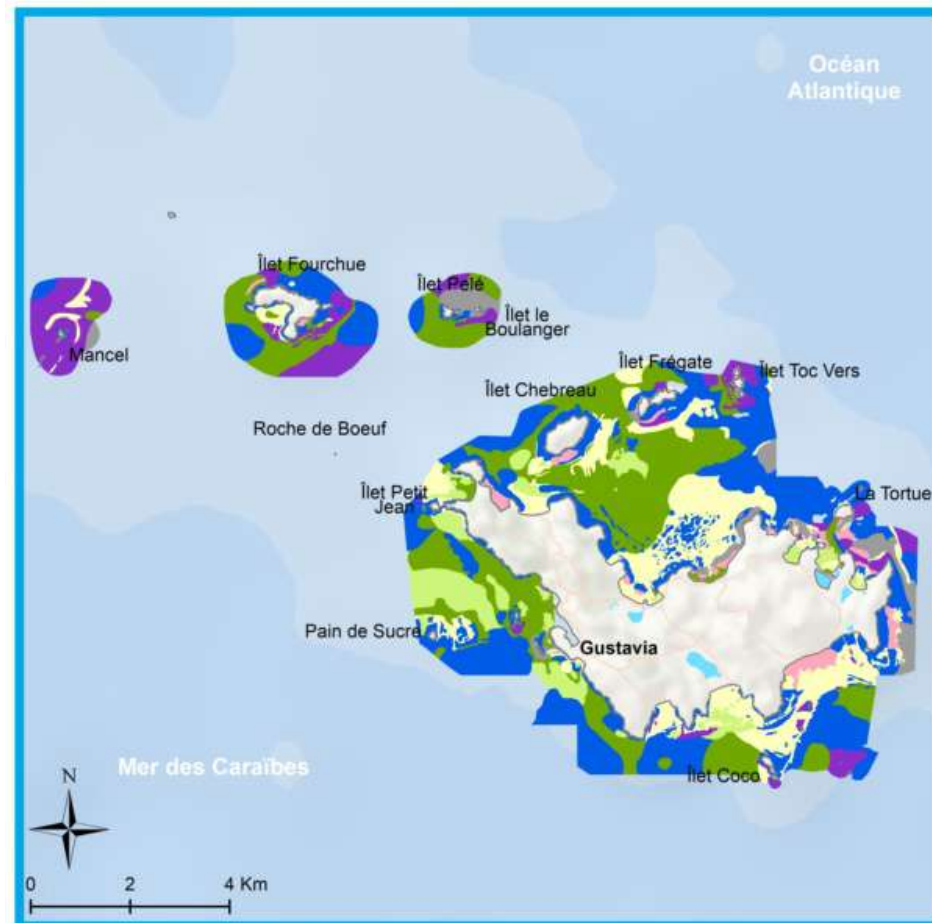 Océan
Atlantique
Îlet Fourchue
Îlet Pelé
Îlet le
Boulanger
Mancel
Îlet Frégate
Îlet Toc Vers
Îlet Chebreau
Roche de Boeuf
Îlet Petit
Jean
La Tortue
Pain de Sucre
Gustavia
Mer des Caraïbes
Îlet Coco
N
0 2 4 Km